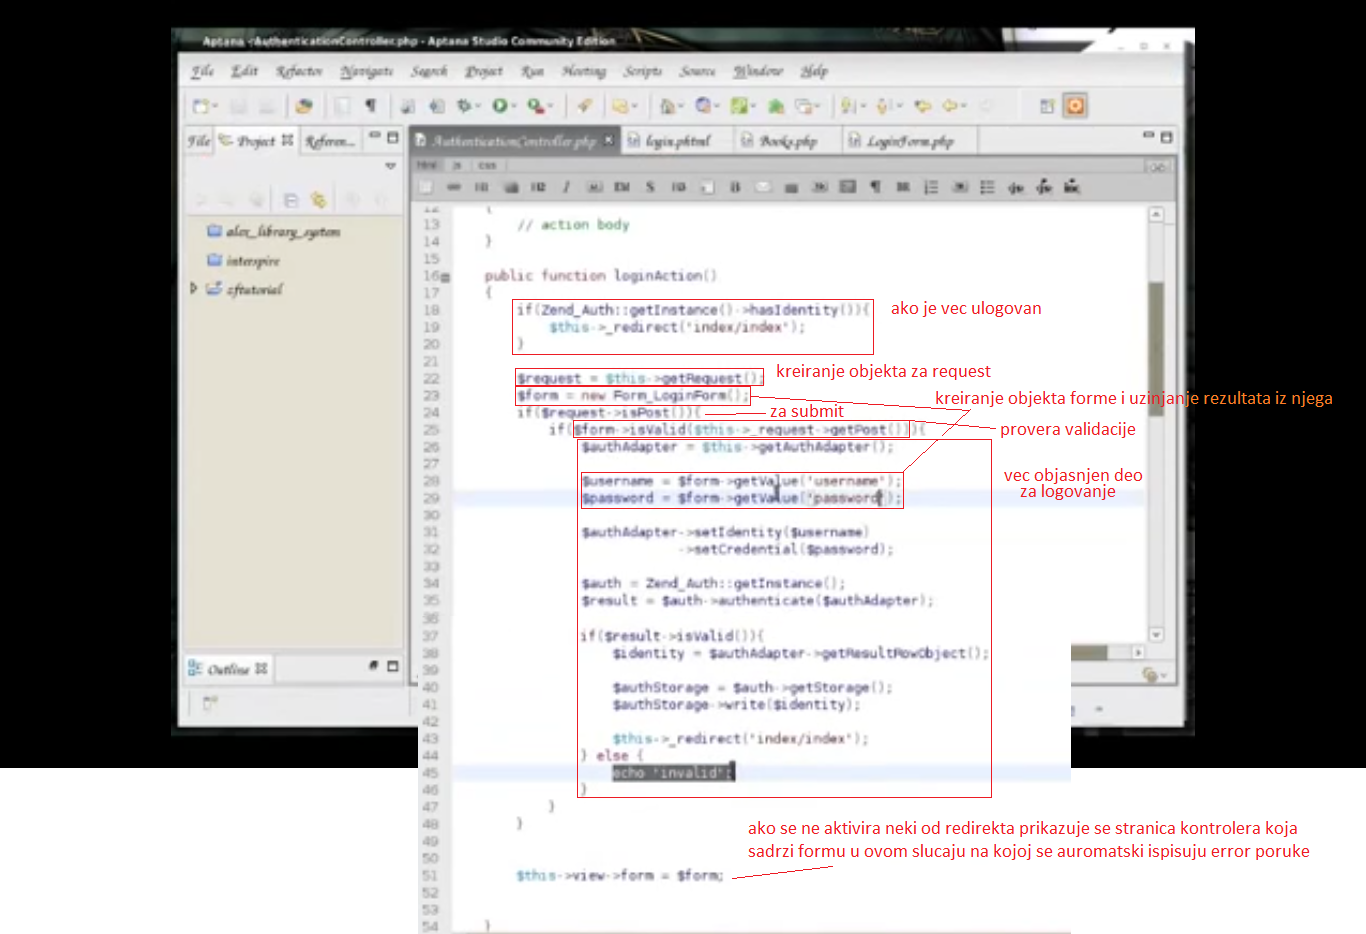 Aptana - AuthenticationController.php - Aptana Studio Community Edition
File Edit Refactor Navigate Search Project Run Hosting Scripts Source Window Help
File Project Referen...
AuthenticationController.php login.phtml Books.php LoginForm.php
html js css
alex_library_system
interspire
zftutorial
Outline
12 {
13 // action body
14 }
15
16 public function loginAction()
17 {
18 if(Zend_Auth::getInstance()->hasIdentity()){
ako je vec ulogovan
19 $this->_redirect('index/index');
20 }
21
22 $request = $this->getRequest();
kreiranje objekta za request
23 $form = new Form_LoginForm();
kreiranje objekta forme i uzinjanje rezultata iz njega
24 if($request->isPost()){
za submit
25 if($form->isValid($this->_request->getPost())){
provera validacije
26 $authAdapter = $this->getAuthAdapter();
27
vec objasnjen deo
za logovanje
28 $username = $form->getValue('username');
29 $password = $form->getValue('password');
30
31 $authAdapter->setIdentity($username)
32 ->setCredential($password);
33
34 $auth = Zend_Auth::getInstance();
35 $result = $auth->authenticate($authAdapter);
36
37 if($result->isValid()){
38 $identity = $authAdapter->getResultRowObject();
39
40 $authStorage = $auth->getStorage();
41 $authStorage->write($identity);
42
43 $this->_redirect('index/index');
44 } else {
45 echo 'invalid';
46 }
47 }
48 }
49
50
ako se ne aktivira neki od redirekta prikazuje se stranica kontrolera koja
sadrzi formu u ovom slucaju na kojoj se auromatski ispisuju error poruke
51 $this->view->form = $form;
52
53
54 }